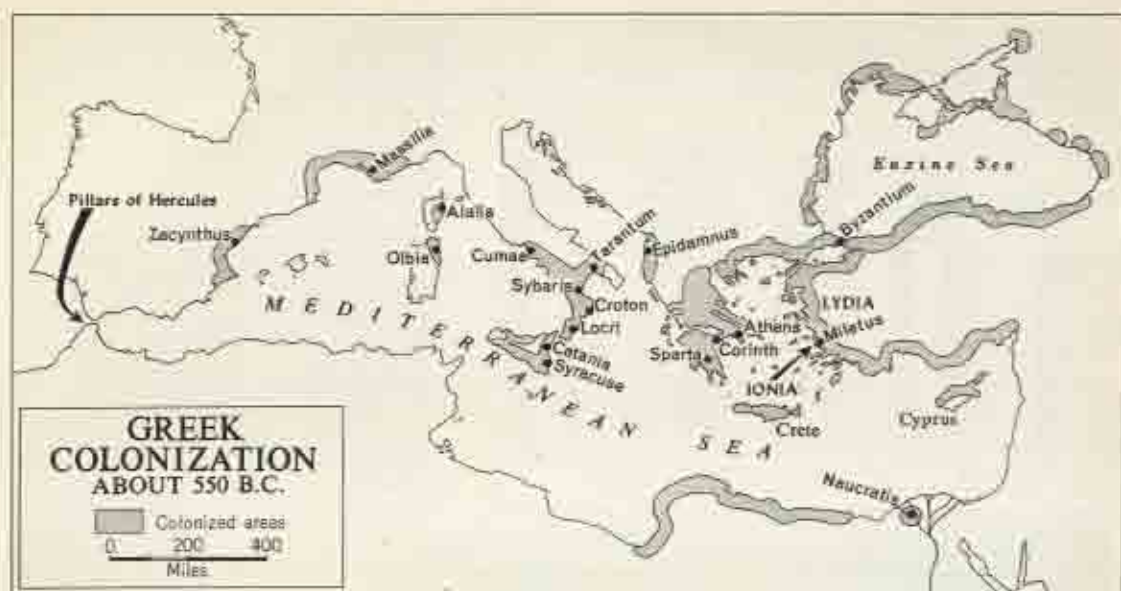 Pillars of Hercules
Zacynthus
Massilia
Alalia
Olbia
Cumae
Tarantum
Sybaris
Croton
Locri
Catania
Syracuse
Epidamnus
Byzantium
Euxine Sea
LYDIA
Miletus
Athens
Corinth
Sparta
IONIA
Crete
Cyprus
Naucratis
MEDITERRANEAN SEA
GREEK
COLONIZATION
ABOUT 550 B.C.
Colonized areas
0 200 400
Miles